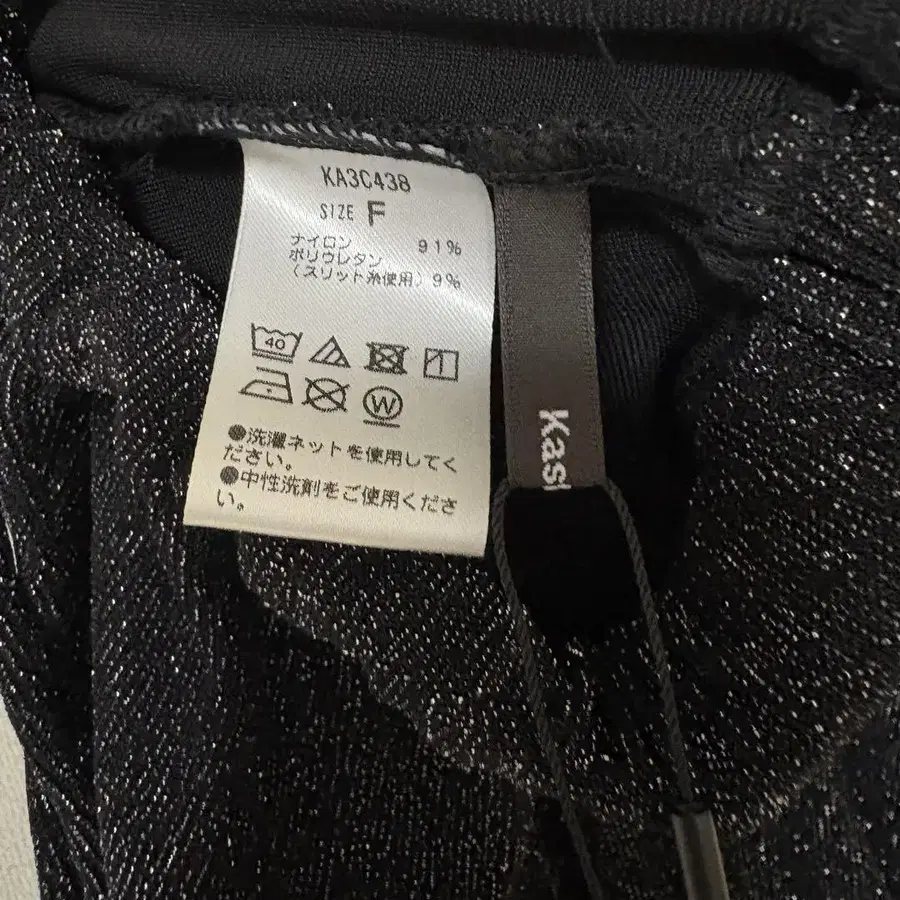 KA3C438
SIZE F
ナイロン 91%
ポリウレタン
(スリット糸使用) 9%
40
W
●洗濯ネットを使用してく
ださい。
●中性洗剤をご使用くださ
い。
Kas